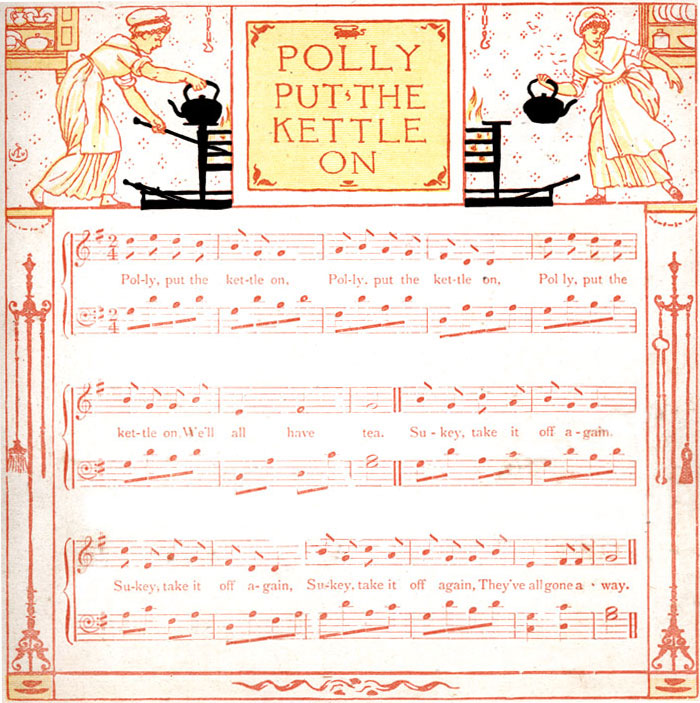 POLLY
PUT THE
KETTLE
ON
2
4
Pol-ly, put the ket-tle on, Pol-ly, put the ket-tle on, Pol ly, put the
2
4
ket-tle on. We'll all have tea. Su-key, take it off a-gain.
Su-key, take it off a-gain, Su-key, take it off again, They've all gone a-way.